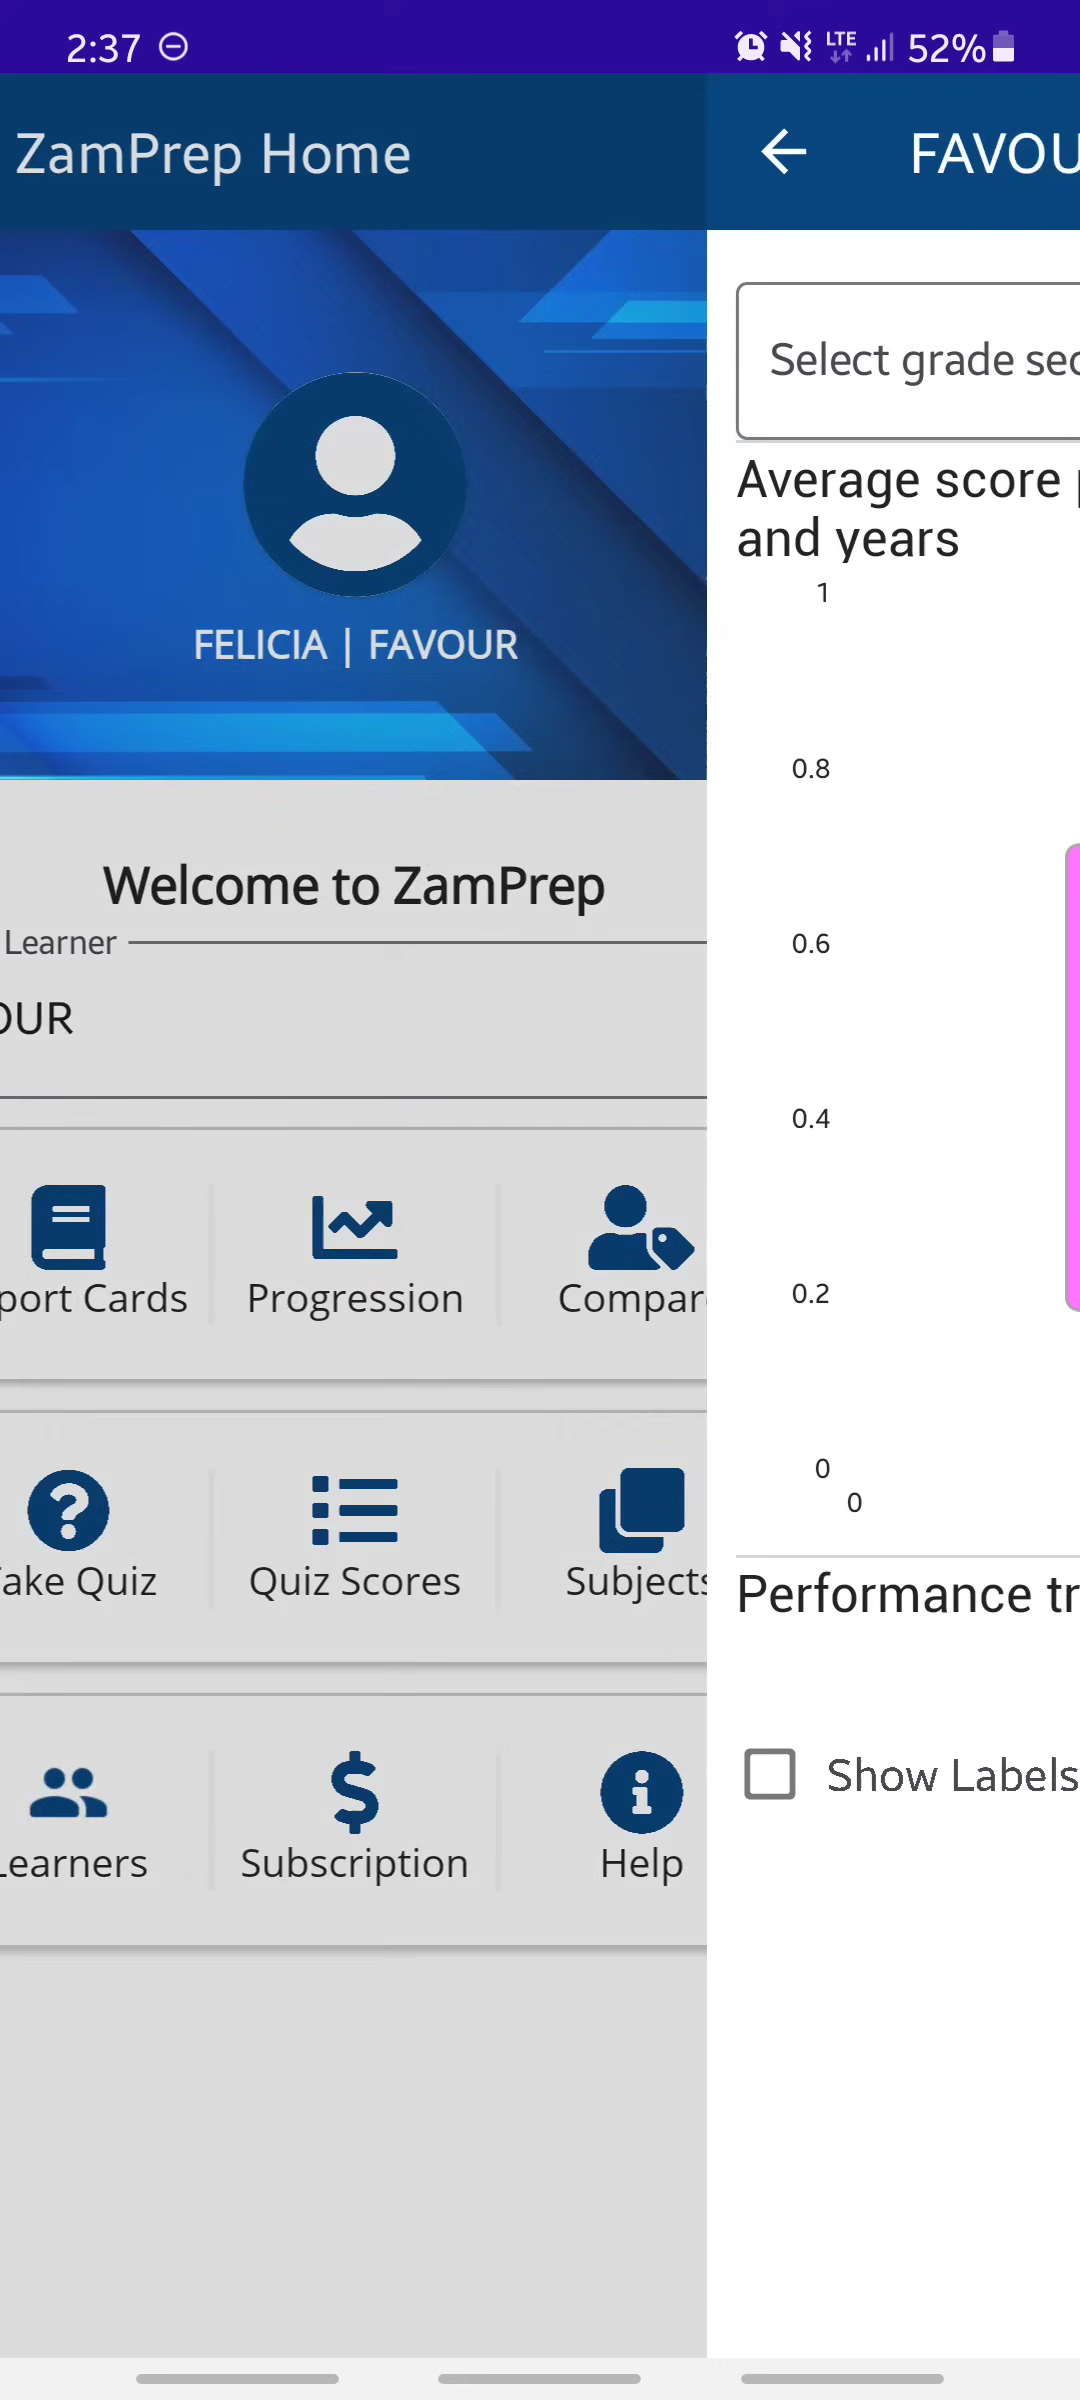 2:37 LTE 52%
ZamPrep Home
FELICIA | FAVOUR
Welcome to ZamPrep
Learner
OUR
port Cards Progression Compar
ake Quiz Quiz Scores Subjects
Learners Subscription Help
FAVOU
Select grade sec
Average score
and years
1
0.8
0.6
0.4
0.2
0
0
Performance tr
Show Labels